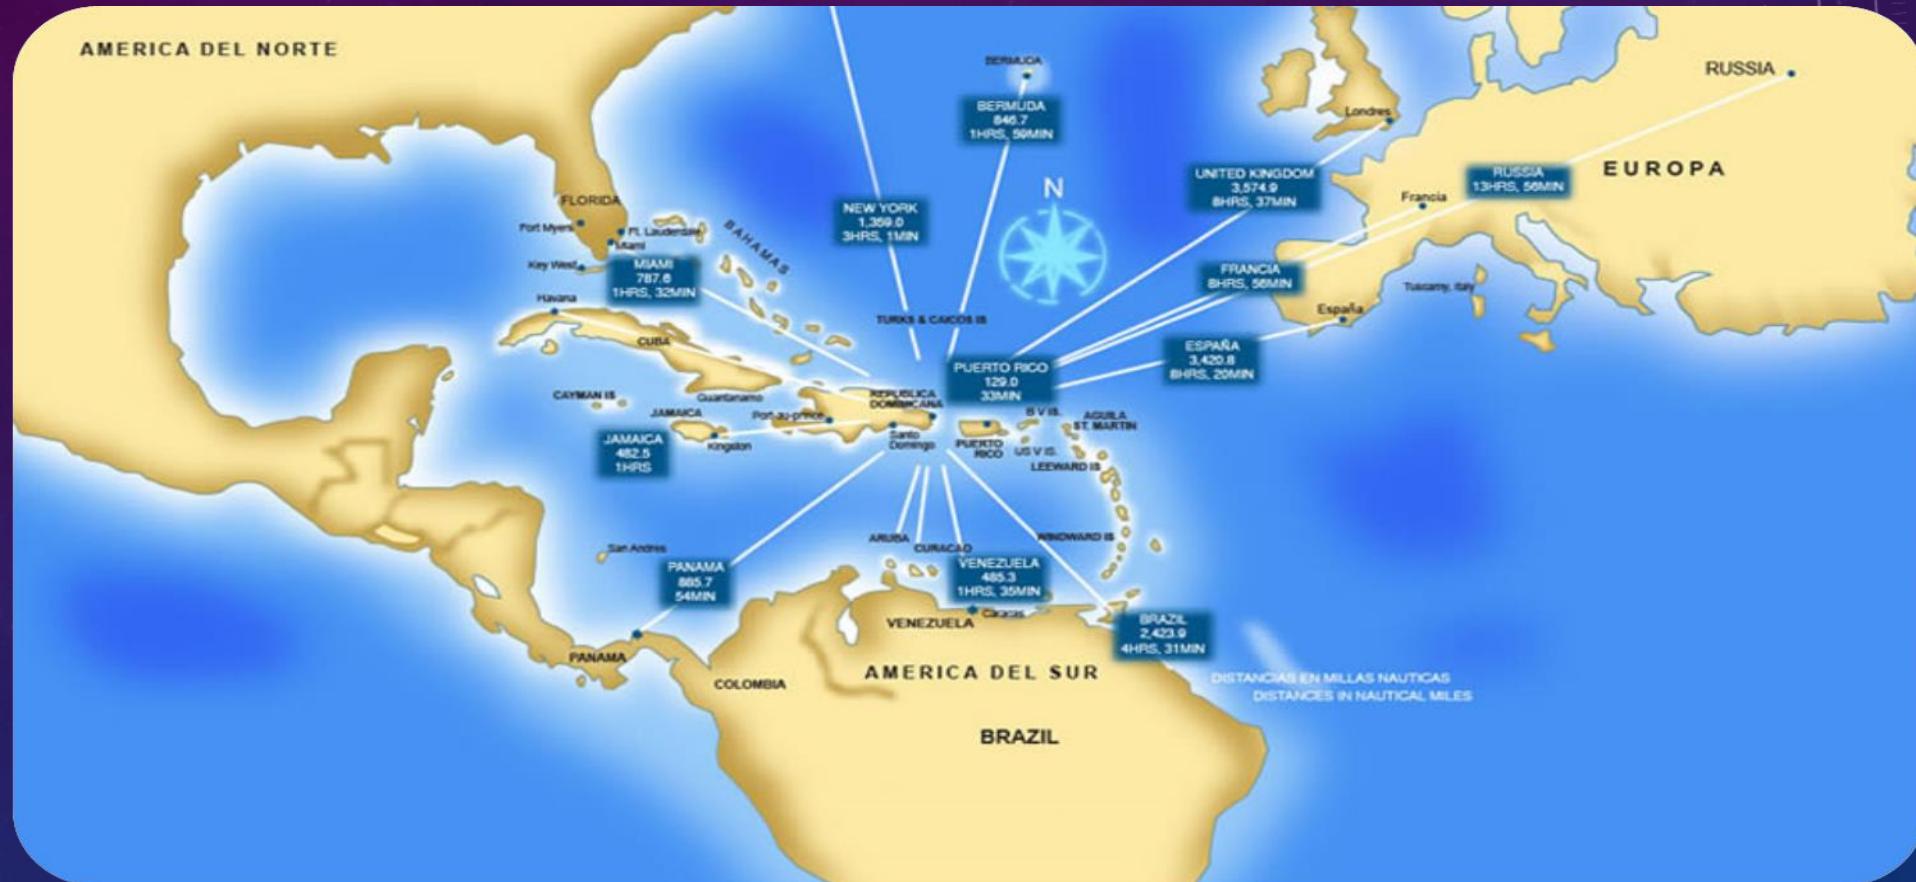 AMERICA DEL NORTE
BERMUDA
RUSSIA
BERMUDA
846.7
1HRS, 59MIN
Londres
EUROPA
UNITED KINGDOM
3,574.9
8HRS, 37MIN
RUSSIA
13HRS, 56MIN
N
FLORIDA
Francia
NEW YORK
1,359.0
3HRS, 1MIN
Fort Myers
Ft. Lauderdale
Miami
BAHAMAS
Key West
MIAMI
787.6
1HRS, 32MIN
FRANCIA
8HRS, 56MIN
Tuscamy, Italy
Havana
España
TURKS & CAICOS IS
CUBA
ESPAÑA
3,420.8
8HRS, 20MIN
PUERTO RICO
129.0
33MIN
CAYMAN IS
Guantanamo
REPUBLICA
DOMINICANA
JAMAICA
Port-au-prince
B V IS.
AGUILA
ST. MARTIN
JAMAICA
482.5
1HRS
Kingston
Santo
Domingo
PUERTO
RICO
US V IS.
LEEWARD IS
ARUBA
CURACAO
WINDWARD IS
San Andres
PANAMA
885.7
54MIN
VENEZUELA
485.3
1HRS, 35MIN
Caracas
VENEZUELA
BRAZIL
2,423.9
4HRS, 31MIN
PANAMA
COLOMBIA
AMERICA DEL SUR
DISTANCIAS EN MILLAS NAUTICAS
DISTANCES IN NAUTICAL MILES
BRAZIL